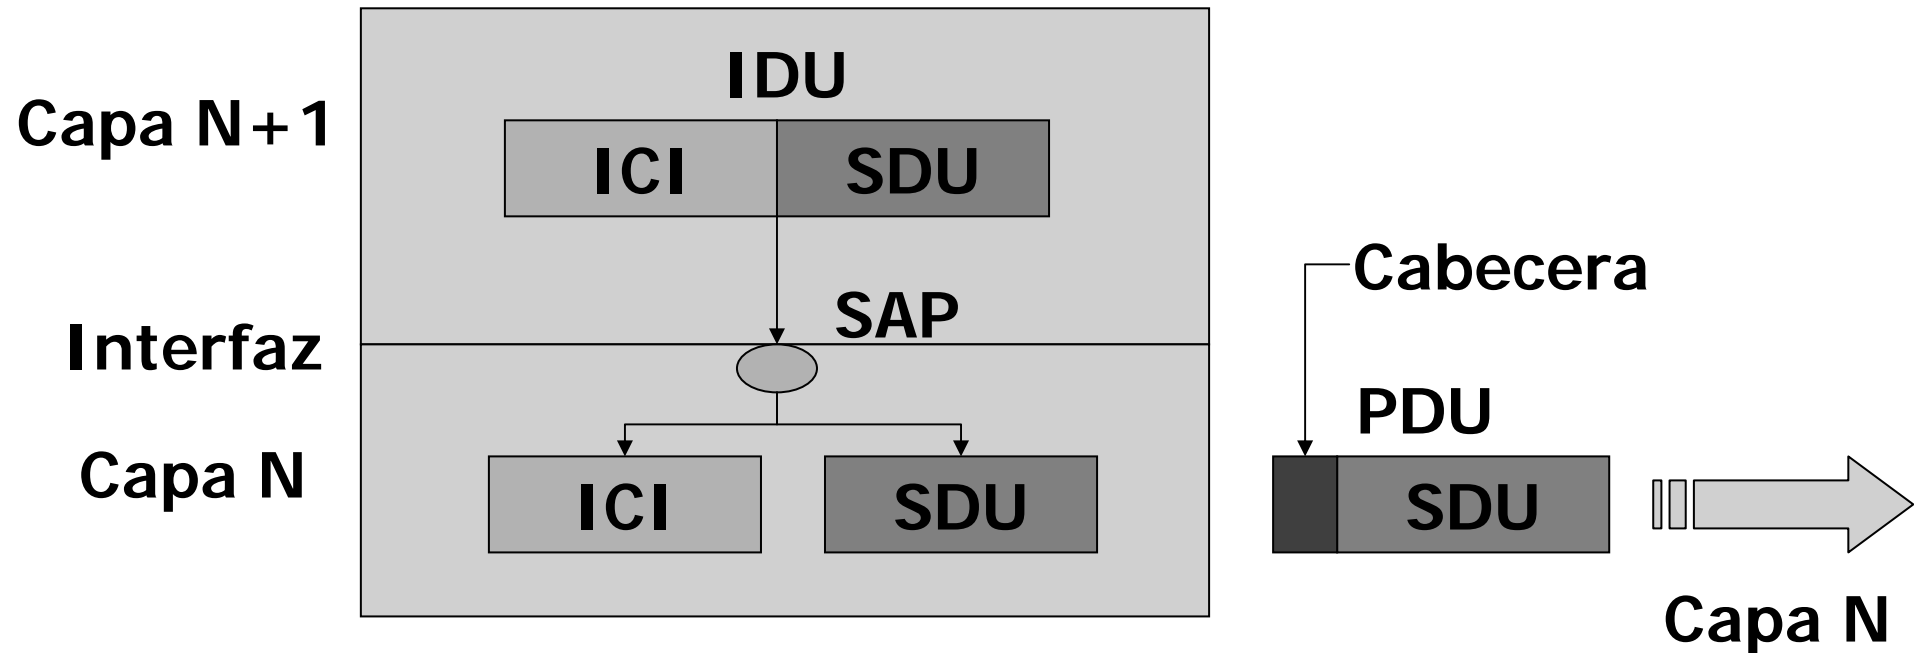 IDU
Capa N+1
ICI SDU
Cabecera
SAP
Interfaz
PDU
Capa N
ICI SDU
SDU
Capa N